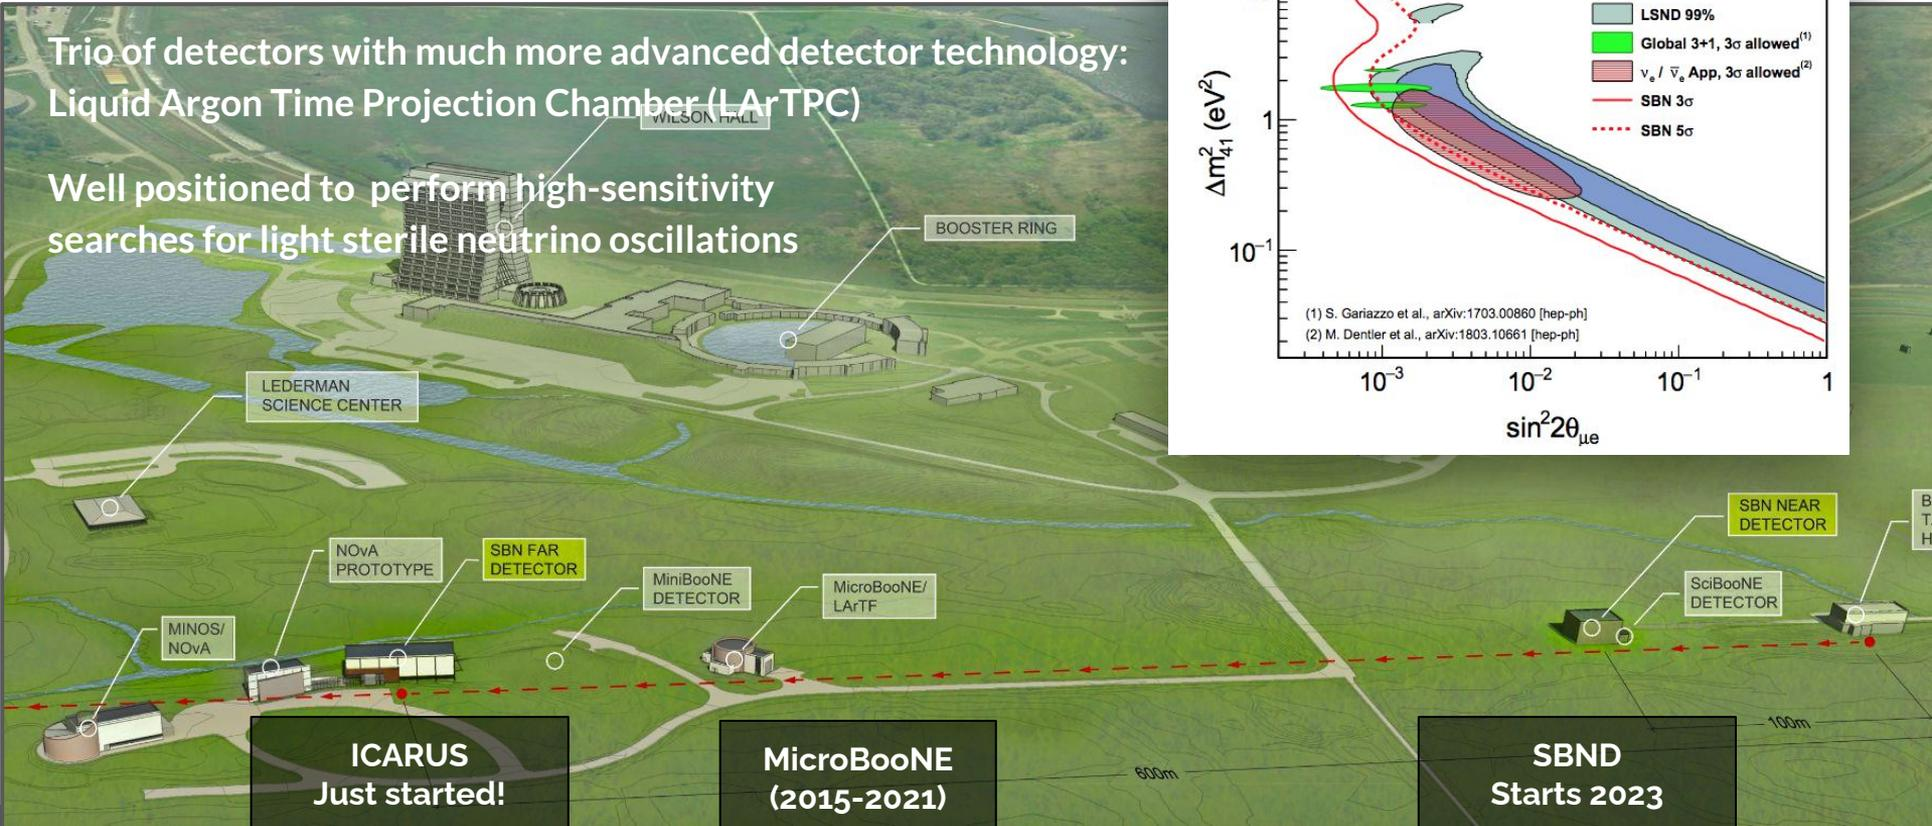 Trio of detectors with much more advanced detector technology:
Liquid Argon Time Projection Chamber (LArTPC)
Well positioned to perform high-sensitivity
searches for light sterile neutrino oscillations
WILSON HALL
BOOSTER RING
LEDERMAN
SCIENCE CENTER
LSND 99%
Global 3+1, 3σ allowed⁽¹⁾
νₑ / ν̄ₑ App, 3σ allowed⁽²⁾
SBN 3σ
SBN 5σ
Δm²₄₁ (eV²)
1
10⁻¹
(1) S. Gariazzo et al., arXiv:1703.00860 [hep-ph]
(2) M. Dentler et al., arXiv:1803.10661 [hep-ph]
10⁻³ 10⁻² 10⁻¹ 1
sin²2θμe
SBN NEAR
DETECTOR
SciBooNE
DETECTOR
NOvA
PROTOTYPE
SBN FAR
DETECTOR
MiniBooNE
DETECTOR
MicroBooNE/
LArTF
MINOS/
NOvA
100m
600m
ICARUS
Just started!
MicroBooNE
(2015-2021)
SBND
Starts 2023